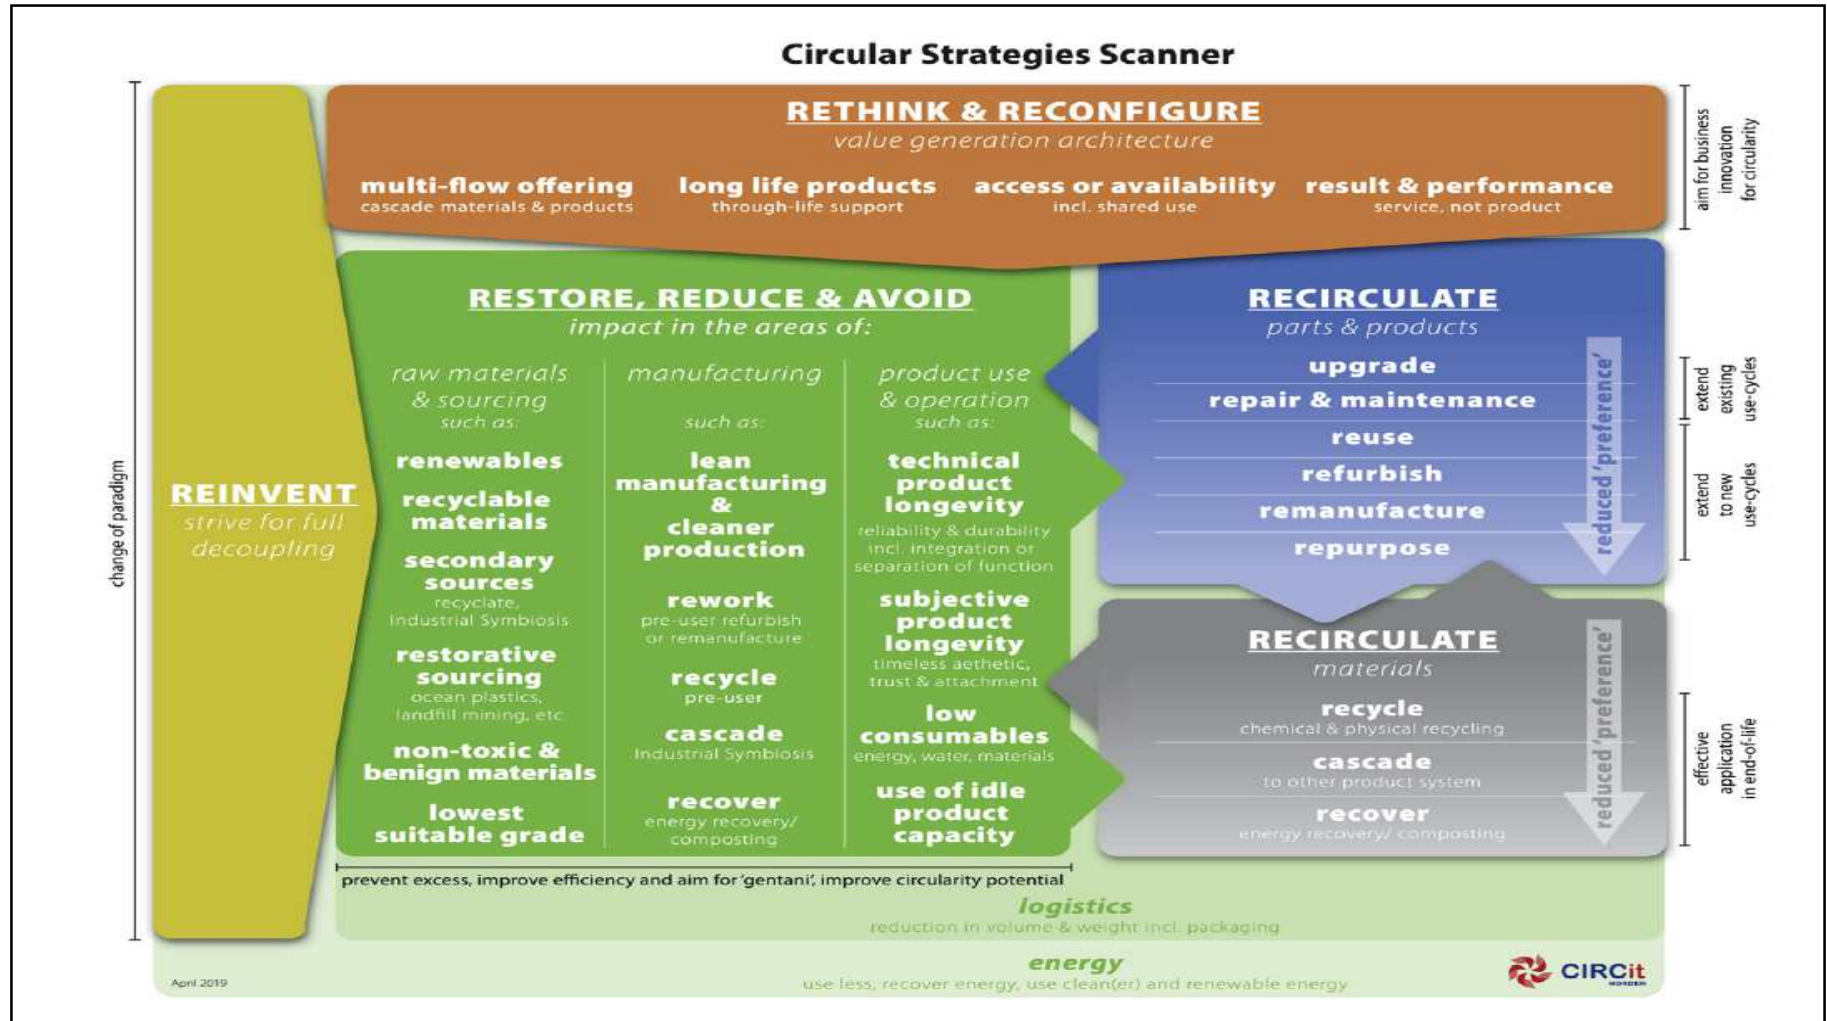 Circular Strategies Scanner
RETHINK & RECONFIGURE
value generation architecture
multi-flow offering
cascade materials & products
long life products
through-life support
access or availability
incl. shared use
result & performance
service, not product
aim for business
innovation
for circularity
change of paradigm
REINVENT
strive for full
decoupling
RESTORE, REDUCE & AVOID
impact in the areas of:
raw materials
& sourcing
such as:
renewables
recyclable
materials
secondary
sources
recyclate,
Industrial Symbiosis
restorative
sourcing
ocean plastics,
landfill mining, etc
non-toxic &
benign materials
lowest
suitable grade
manufacturing
such as:
lean
manufacturing
&
cleaner
production
rework
pre-user refurbish
or remanufacture
recycle
pre-user
cascade
Industrial Symbiosis
recover
energy recovery/
composting
product use
& operation
such as:
technical
product
longevity
reliability & durability
incl. integration or
separation of function
subjective
product
longevity
timeless aethetic,
trust & attachment
low
consumables
energy, water, materials
use of idle
product
capacity
RECIRCULATE
parts & products
upgrade
repair & maintenance
reuse
refurbish
remanufacture
repurpose
reduced 'preference'
extend
existing
use-cycles
extend
to new
use-cycles
RECIRCULATE
materials
recycle
chemical & physical recycling
cascade
to other product system
recover
energy recovery/ composting
reduced 'preference'
effective
application
in end-of-life
prevent excess, improve efficiency and aim for 'gentani', improve circularity potential
logistics
reduction in volume & weight incl. packaging
energy
use less, recover energy, use clean(er) and renewable energy
April 2019
CIRCit
NORDEN